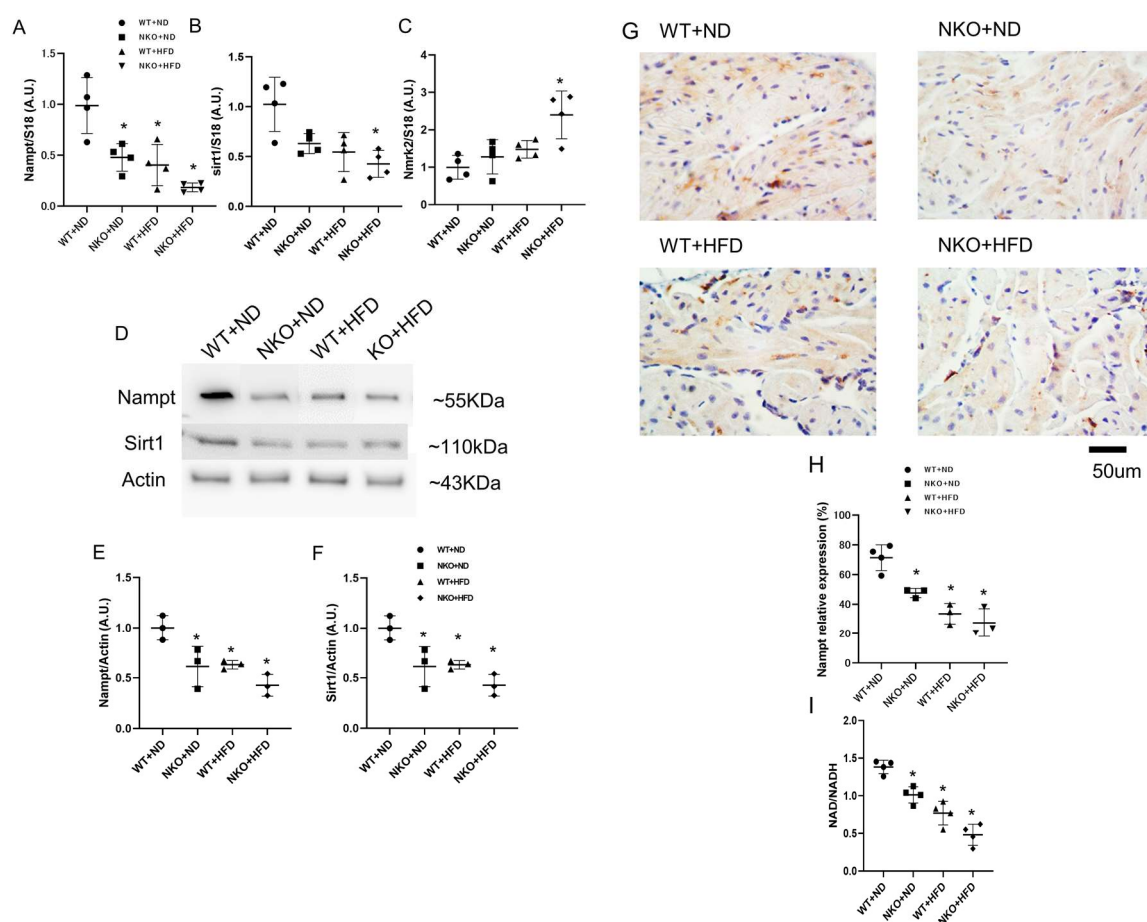 A
WT+ND
NKO+ND
WT+HFD
NKO+HFD
Nampt/S18 (A.U.)
1.5
1.0
0.5
0.0
*
*
*
WT+ND
NKO+ND
WT+HFD
NKO+HFD
B
sirt1/S18 (A.U.)
1.5
1.0
0.5
0.0
*
WT+ND
NKO+ND
WT+HFD
NKO+HFD
C
Nmrk2/S18 (A.U.)
4
3
2
1
0
*
WT+ND
NKO+ND
WT+HFD
NKO+HFD
D
WT+ND
NKO+ND
WT+HFD
KO+HFD
Nampt
~55KDa
Sirt1
~110kDa
Actin
~43KDa
E
Nampt/Actin (A.U.)
1.5
1.0
0.5
0.0
*
*
*
WT+ND
NKO+ND
WT+HFD
NKO+HFD
F
WT+ND
NKO+ND
WT+HFD
NKO+HFD
Sirt1/Actin (A.U.)
1.5
1.0
0.5
0.0
*
*
*
WT+ND
NKO+ND
WT+HFD
NKO+HFD
G
WT+ND
NKO+ND
WT+HFD
NKO+HFD
50um
H
WT+ND
NKO+ND
WT+HFD
NKO+HFD
Nampt relative expression (%)
100
80
60
40
20
0
*
*
*
WT+ND
NKO+ND
WT+HFD
NKO+HFD
I
NAD/NADH
2.0
1.5
1.0
0.5
0.0
*
*
*
WT+ND
NKO+ND
WT+HFD
NKO+HFD